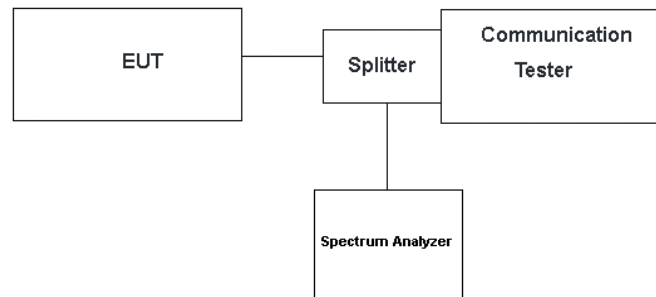 EUT
Splitter
Communication
Tester
Spectrum Analyzer